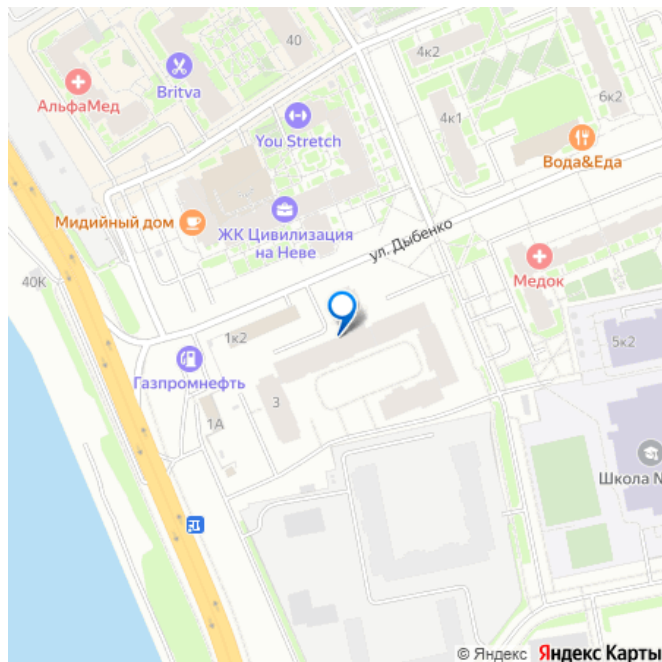 40
4к2
Britva
АльфаМед
6к2
4к1
You Stretch
Вода&Еда
Мидийный дом
ЖК Цивилизация
на Неве
ул. Дыбенко
Медок
40К
1к2
5к2
Газпромнефть
3
1А
Школа N
© Яндекс Яндекс Карты